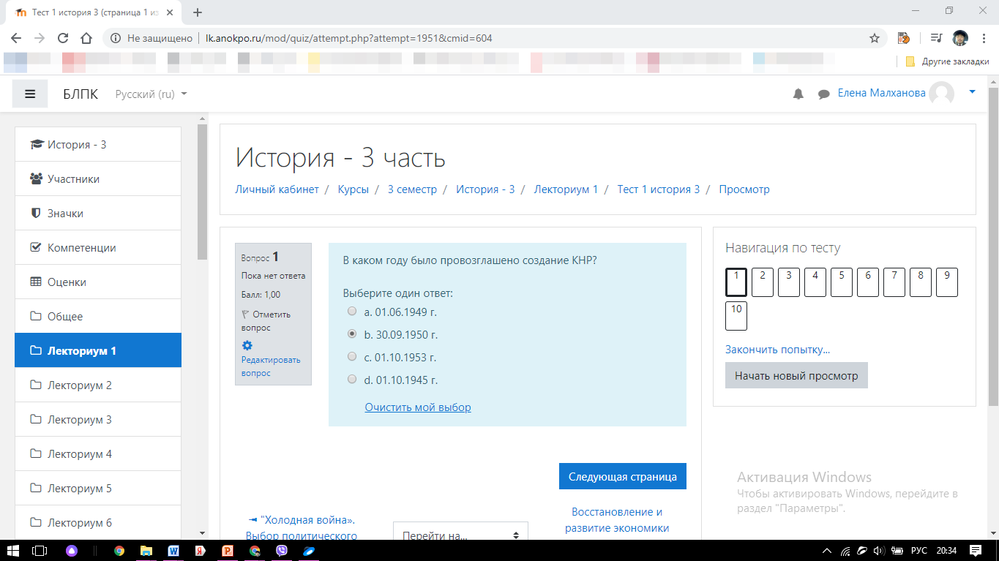 Тест 1 история 3 (страница 1 из
Не защищено
lk.anokpo.ru/mod/quiz/attempt.php?attempt=1951&cmid=604
Другие закладки
БЛПК
Русский (ru)
Елена Малханова
История - 3
Участники
Значки
Компетенции
Оценки
Общее
Лекториум 1
Лекториум 2
Лекториум 3
Лекториум 4
Лекториум 5
Лекториум 6
История - 3 часть
Личный кабинет / Курсы / 3 семестр / История - 3 / Лекториум 1 / Тест 1 история 3 / Просмотр
Вопрос 1
Пока нет ответа
Балл: 1,00
Отметить
вопрос
Редактировать
вопрос
В каком году было провозглашено создание КНР?
Выберите один ответ:
a. 01.06.1949 г.
b. 30.09.1950 г.
c. 01.10.1953 г.
d. 01.10.1945 г.
Очистить мой выбор
Следующая страница
◄ "Холодная война».
Выбор политического
Перейти на...
Восстановление и
развитие экономики
Навигация по тесту
1 2 3 4 5 6 7 8 9
10
Закончить попытку...
Начать новый просмотр
Активация Windows
Чтобы активировать Windows, перейдите в
раздел "Параметры".
РУС
20:34